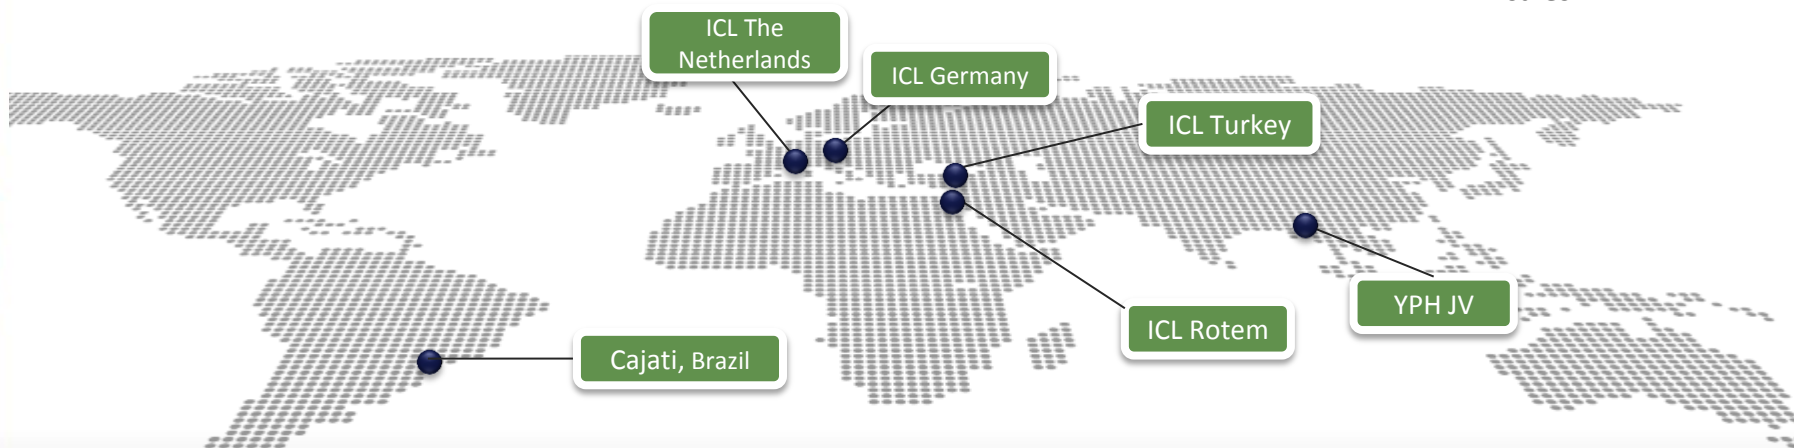 ICL The
Netherlands
ICL Germany
ICL Turkey
YPH JV
ICL Rotem
Cajati, Brazil